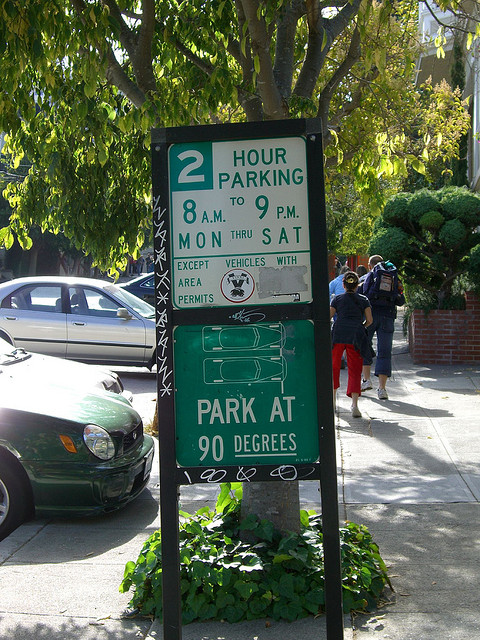 2 HOUR
PARKING
8 A.M. TO 9 P.M.
MON THRU SAT
EXCEPT VEHICLES WITH
AREA
PERMITS
PARK AT
90 DEGREES